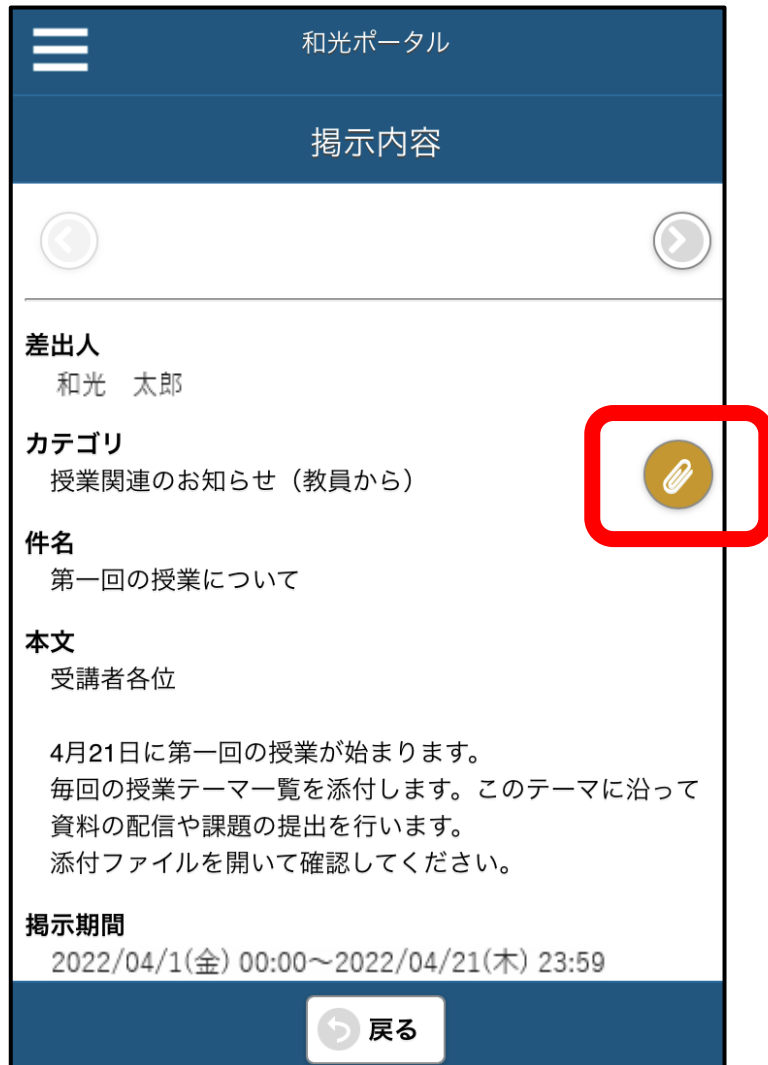 和光ポータル
掲示内容
差出人
和光 太郎
カテゴリ
授業関連のお知らせ（教員から）
件名
第一回の授業について
本文
受講者各位
4月21日に第一回の授業が始まります。
毎回の授業テーマ一覧を添付します。このテーマに沿って
資料の配信や課題の提出を行います。
添付ファイルを開いて確認してください。
掲示期間
2022/04/1(金) 00:00～2022/04/21(木) 23:59
戻る